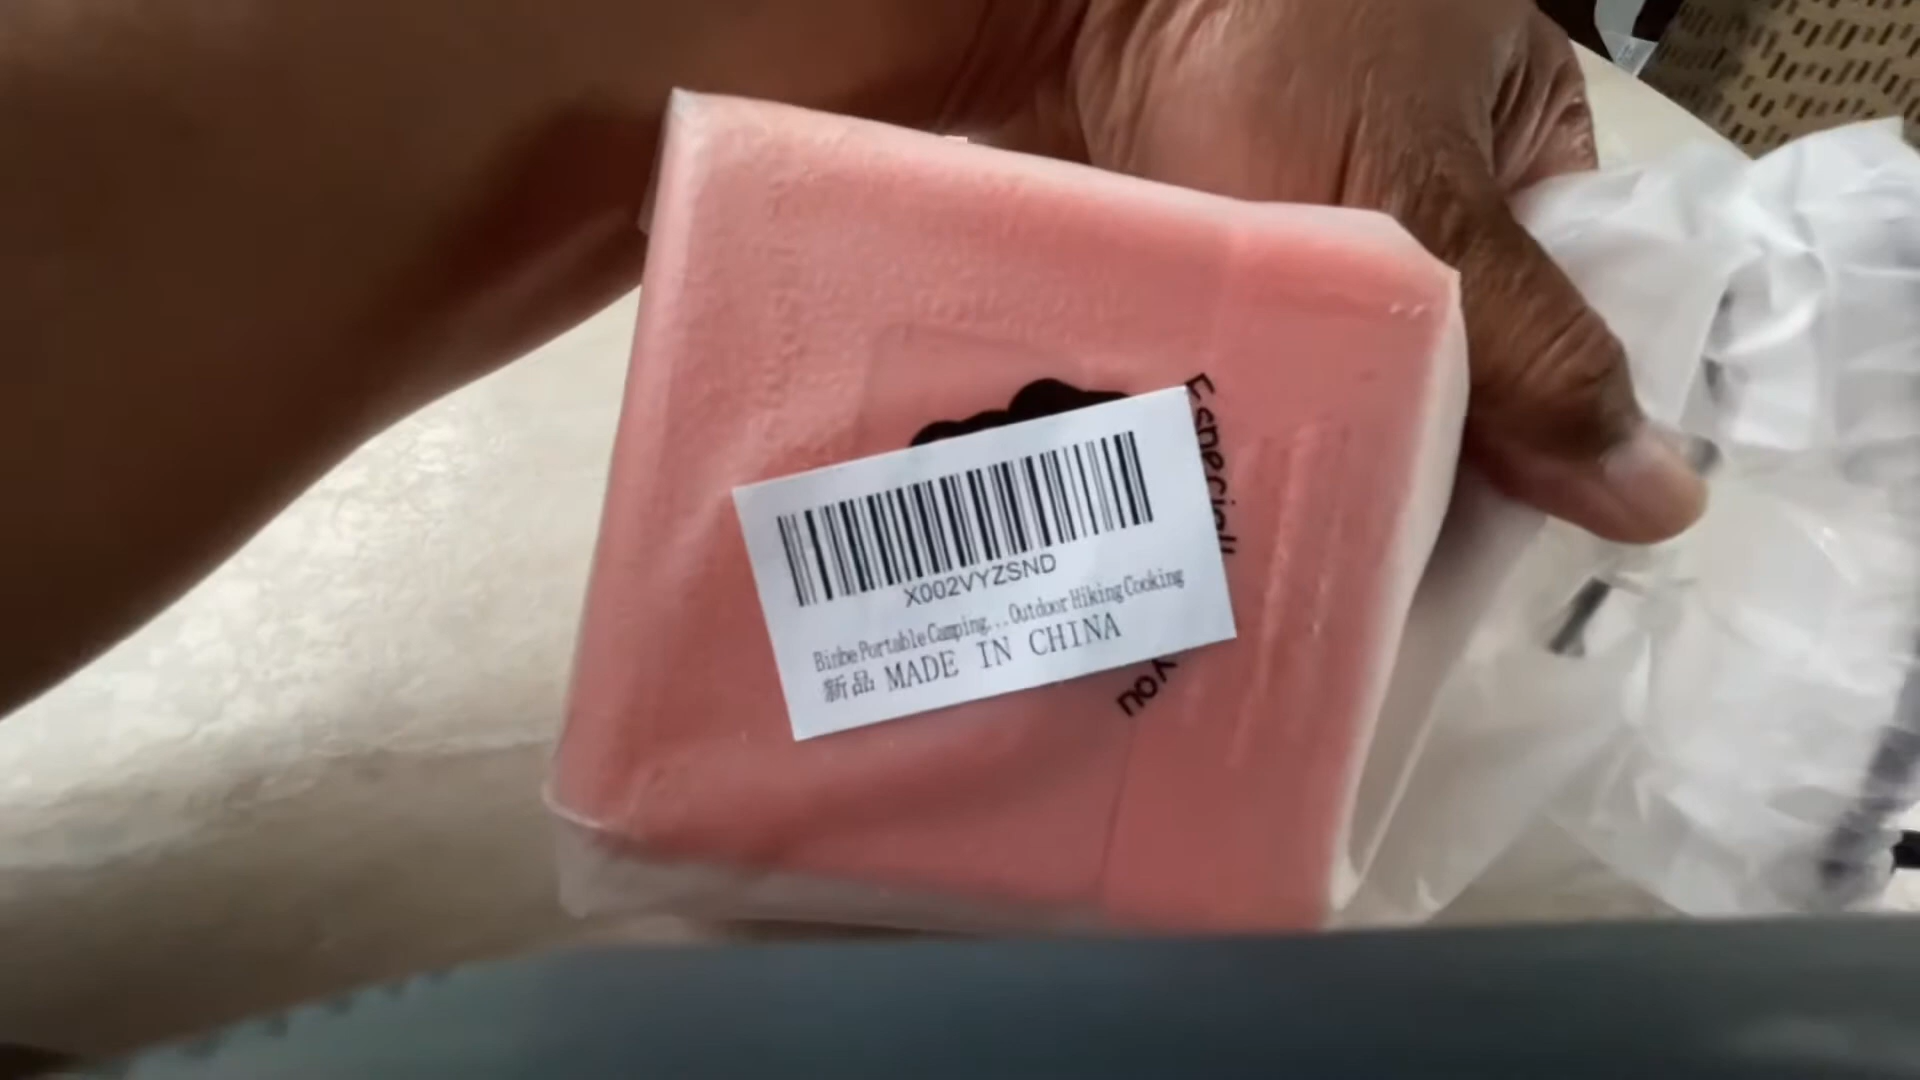 X002VYZSND
Binbe Portable Camping...Outdoor Hiking Cooking
新品 MADE IN CHINA
you